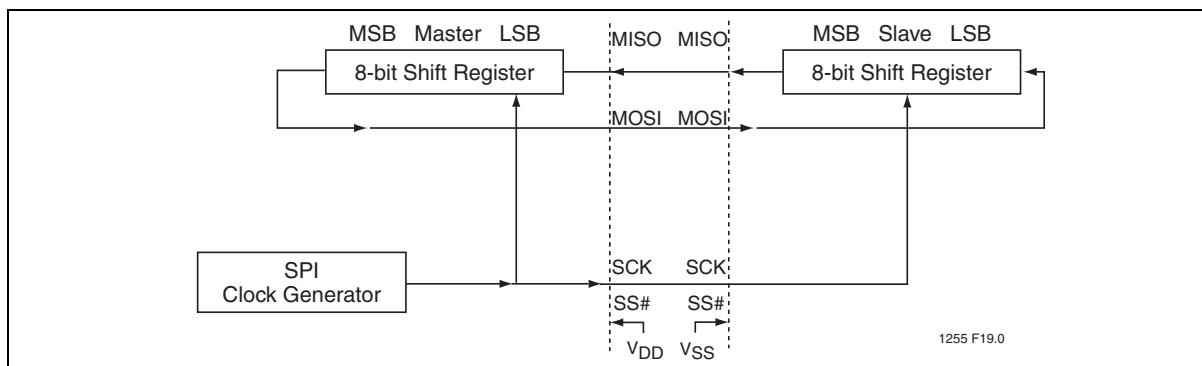 MSB Master LSB
MISO MISO
MSB Slave LSB
8-bit Shift Register
8-bit Shift Register
MOSI MOSI
SPI
Clock Generator
SCK SCK
SS# SS#
VDD VSS
1255 F19.0